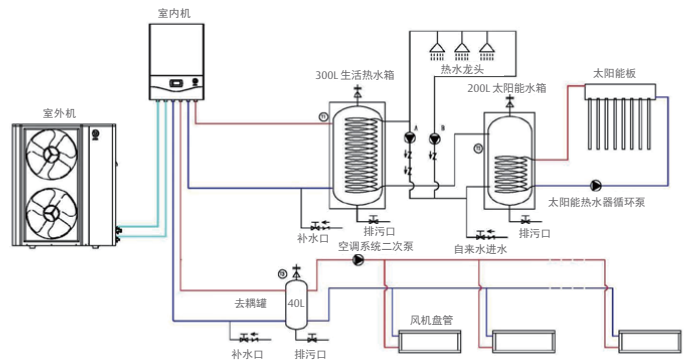 室内机
300L 生活热水箱
热水龙头
200L 太阳能水箱
太阳能板
室外机
A
B
补水口
排污口
空调系统二次泵
自来水进水
排污口
太阳能热水器循环泵
去耦罐
40L
风机盘管
补水口
排污口